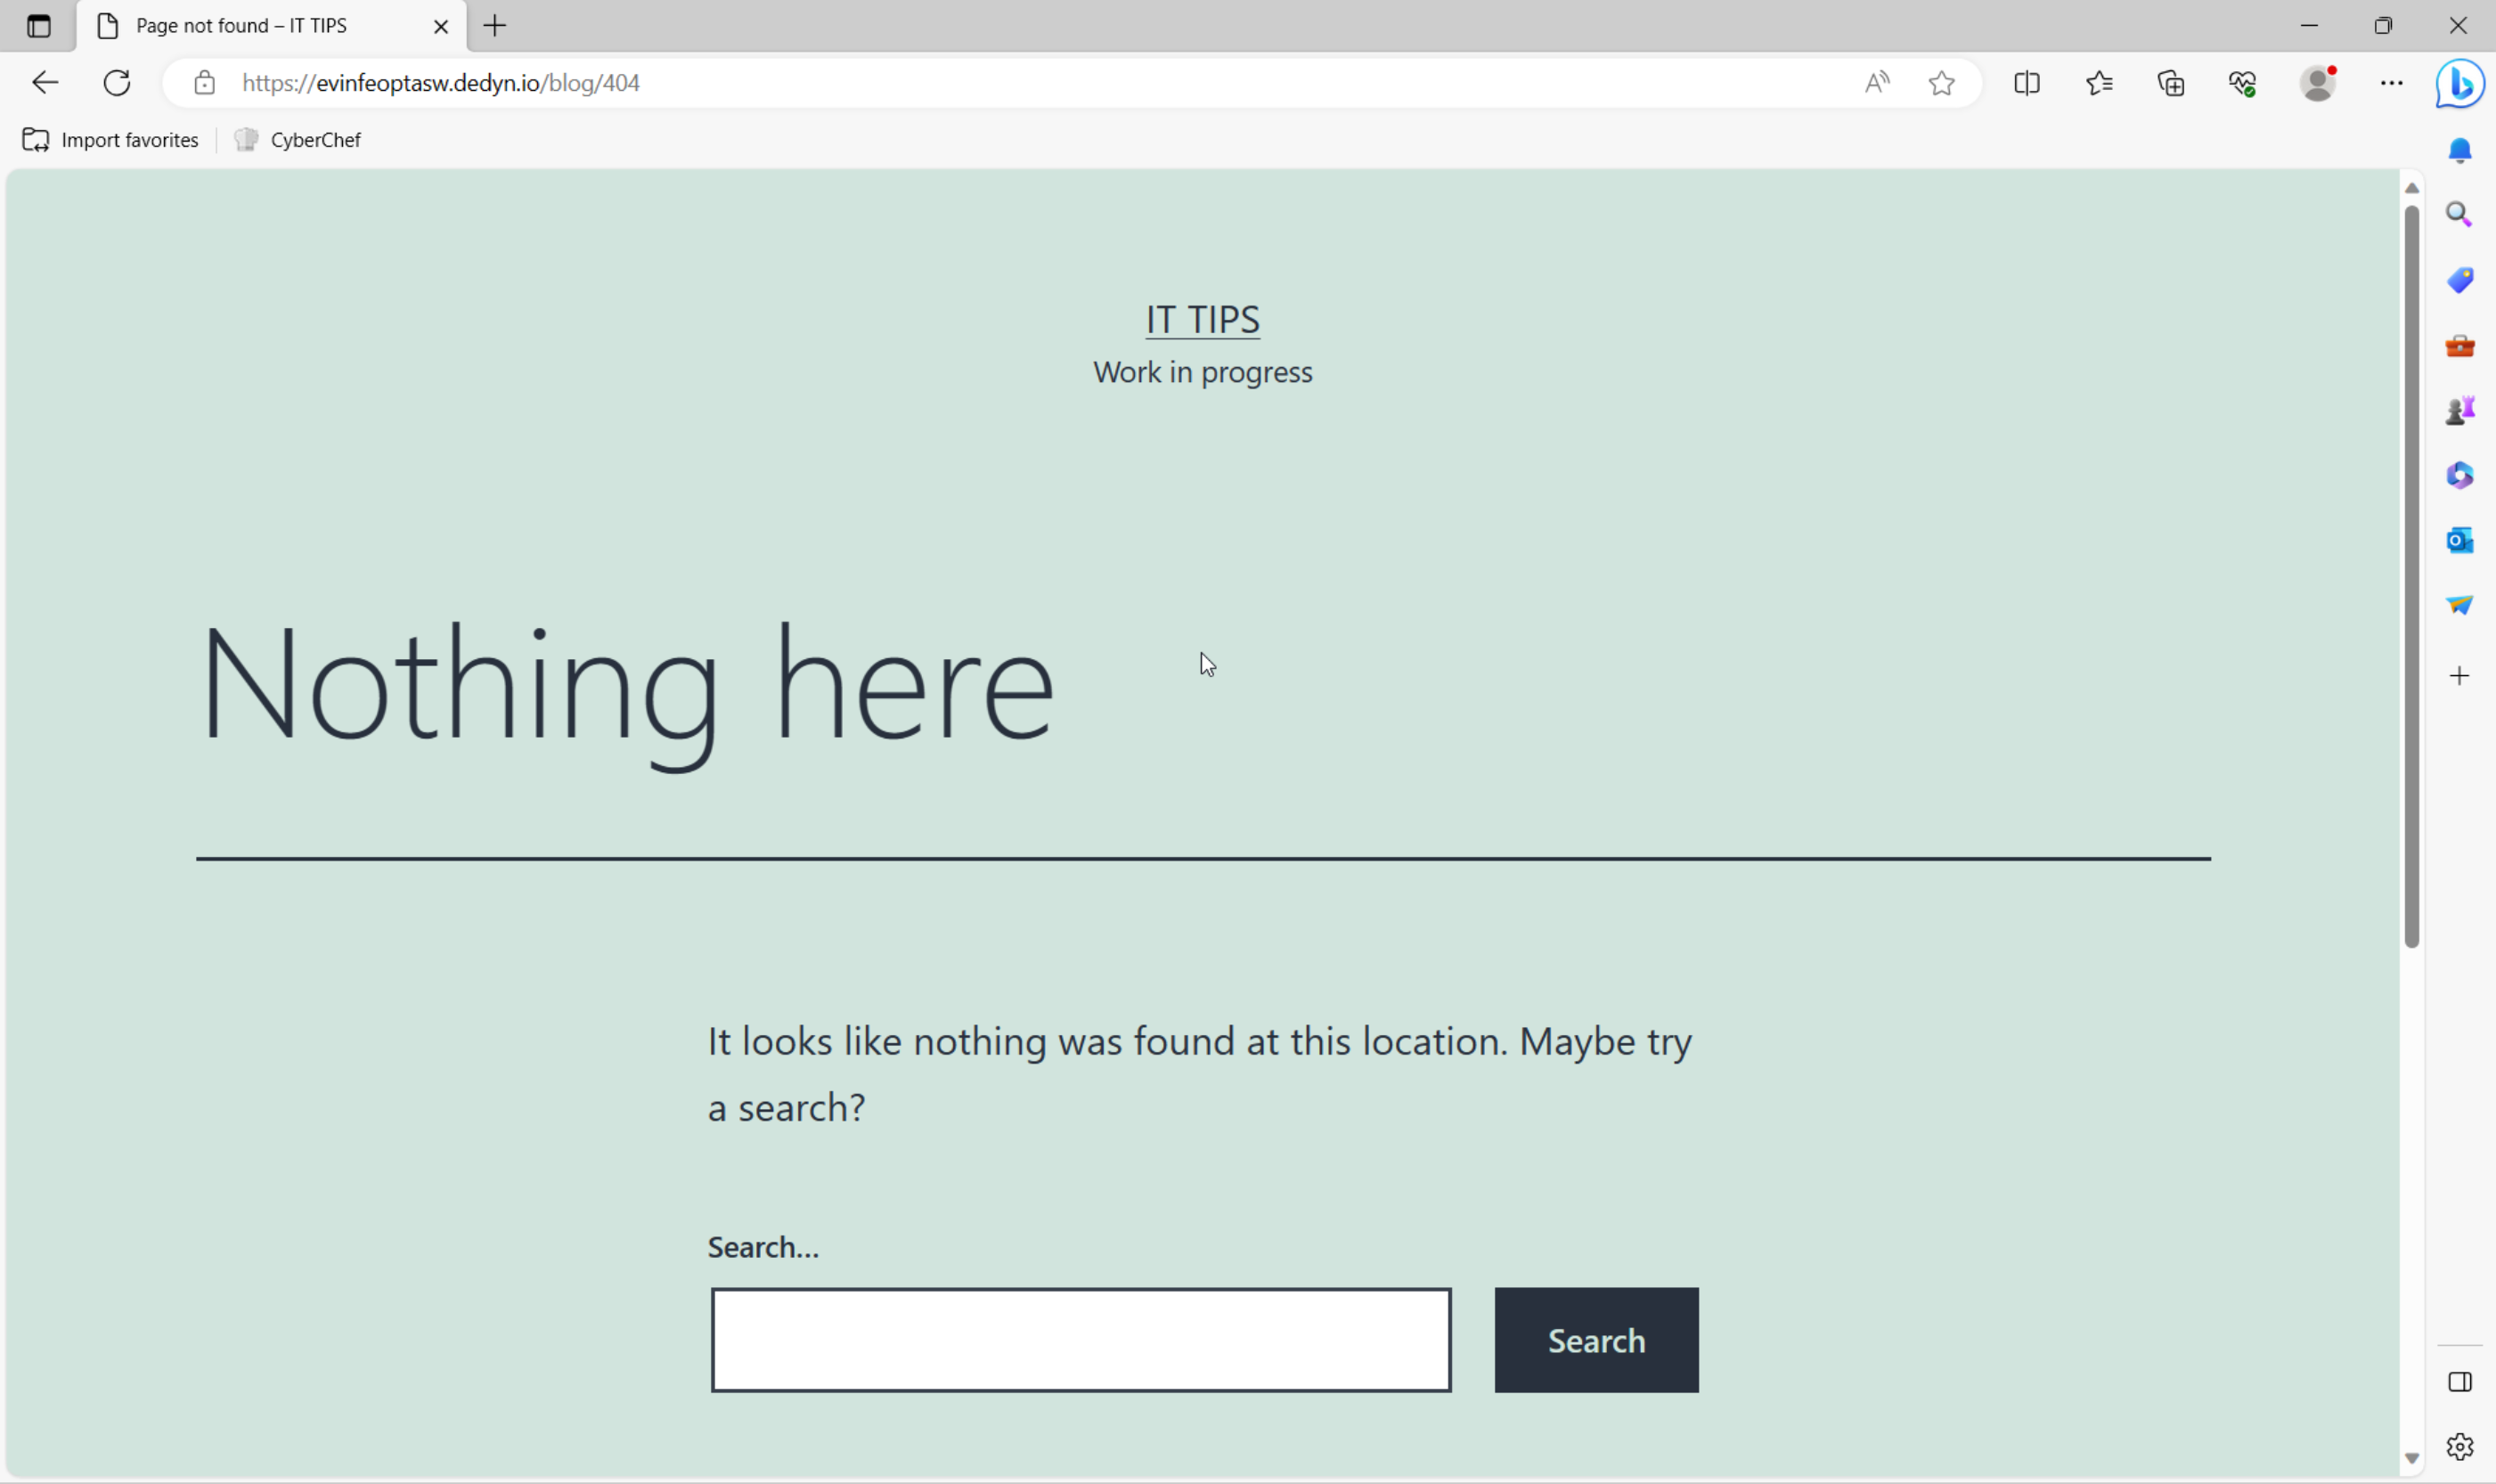 Page not found – IT TIPS
https://evinfeoptasw.dedyn.io/blog/404
Import favorites
CyberChef
IT TIPS
Work in progress
Nothing here
It looks like nothing was found at this location. Maybe try
a search?
Search…
Search